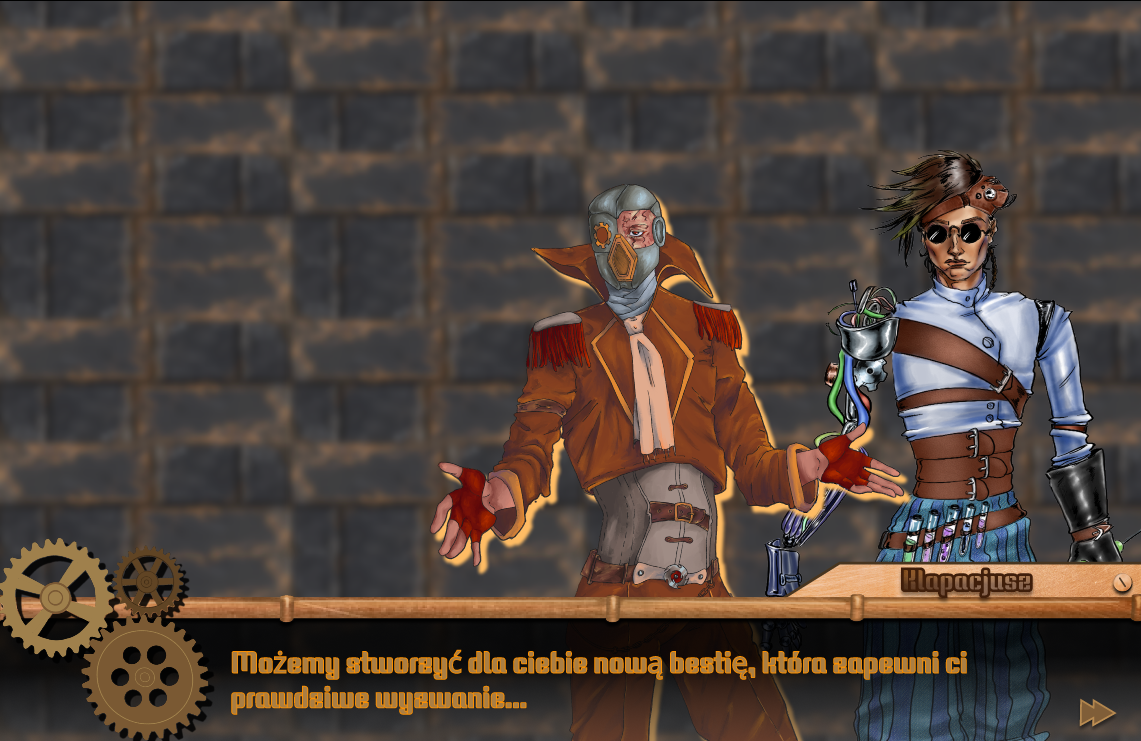 Klapacjusz
Możemy stworzyć dla ciebie nową bestię, która zapewni ci
prawdziwe wyzwanie...